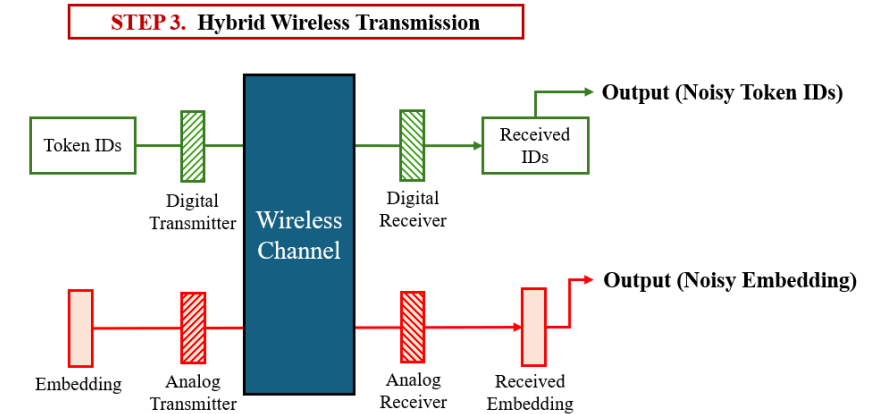 STEP 3. Hybrid Wireless Transmission
Output (Noisy Token IDs)
Token IDs
Received
IDs
Digital
Transmitter
Digital
Receiver
Wireless
Channel
Output (Noisy Embedding)
Embedding
Analog
Transmitter
Analog
Receiver
Received
Embedding